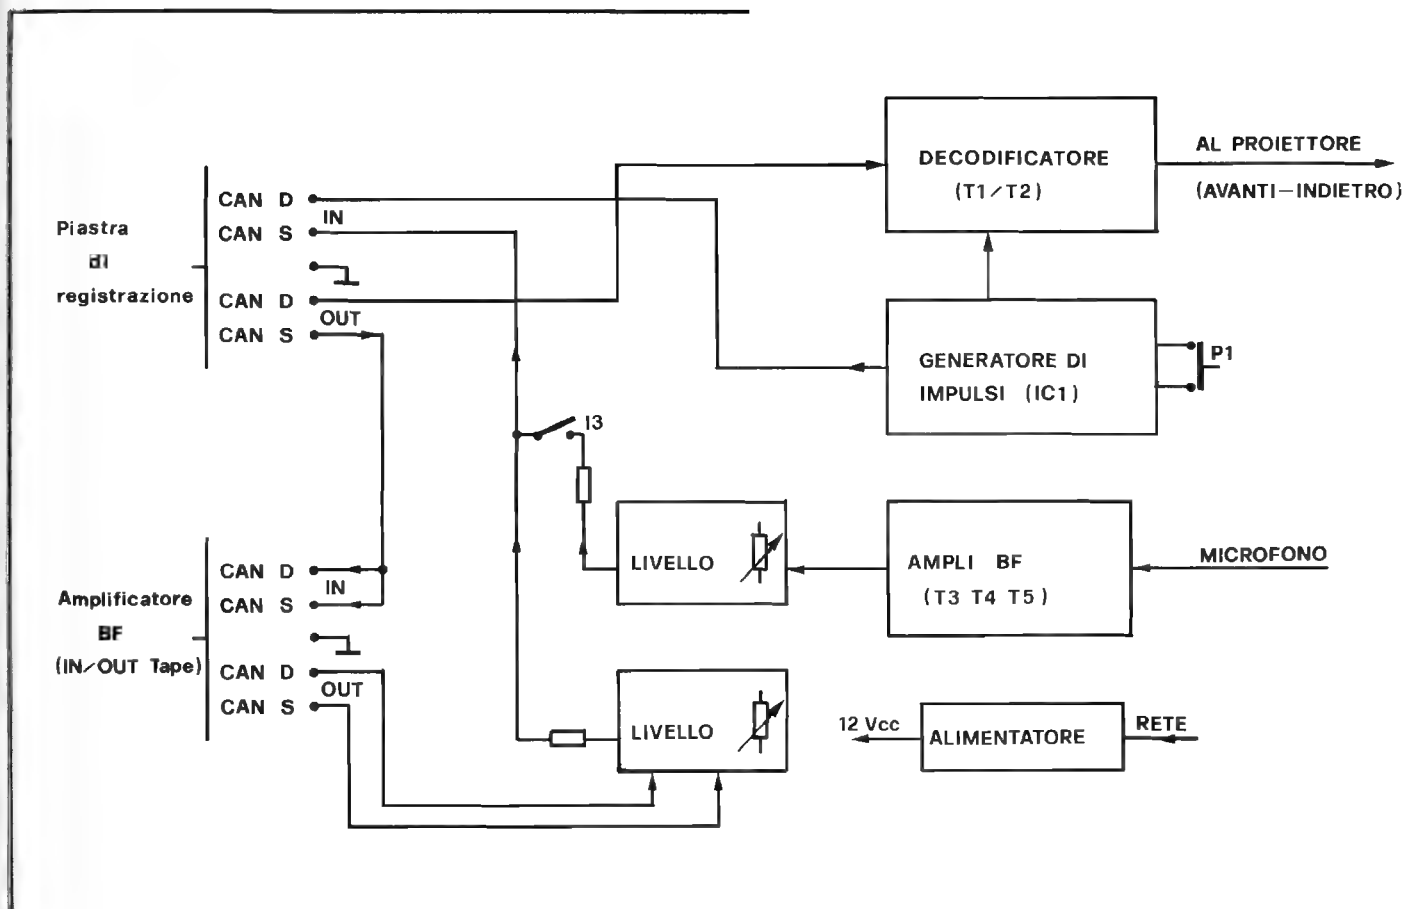 Piastra
di
registrazione
CAN D
IN
CAN S
CAN D
OUT
CAN S
DECODIFICATORE
(T1/T2)
AL PROIETTORE
(AVANTI-INDIETRO)
GENERATORE DI
IMPULSI (IC1)
P1
I3
LIVELLO
AMPLI BF
(T3 T4 T5)
MICROFONO
Amplificatore
BF
(IN/OUT Tape)
CAN D
IN
CAN S
CAN D
OUT
CAN S
LIVELLO
12 Vcc
ALIMENTATORE
RETE